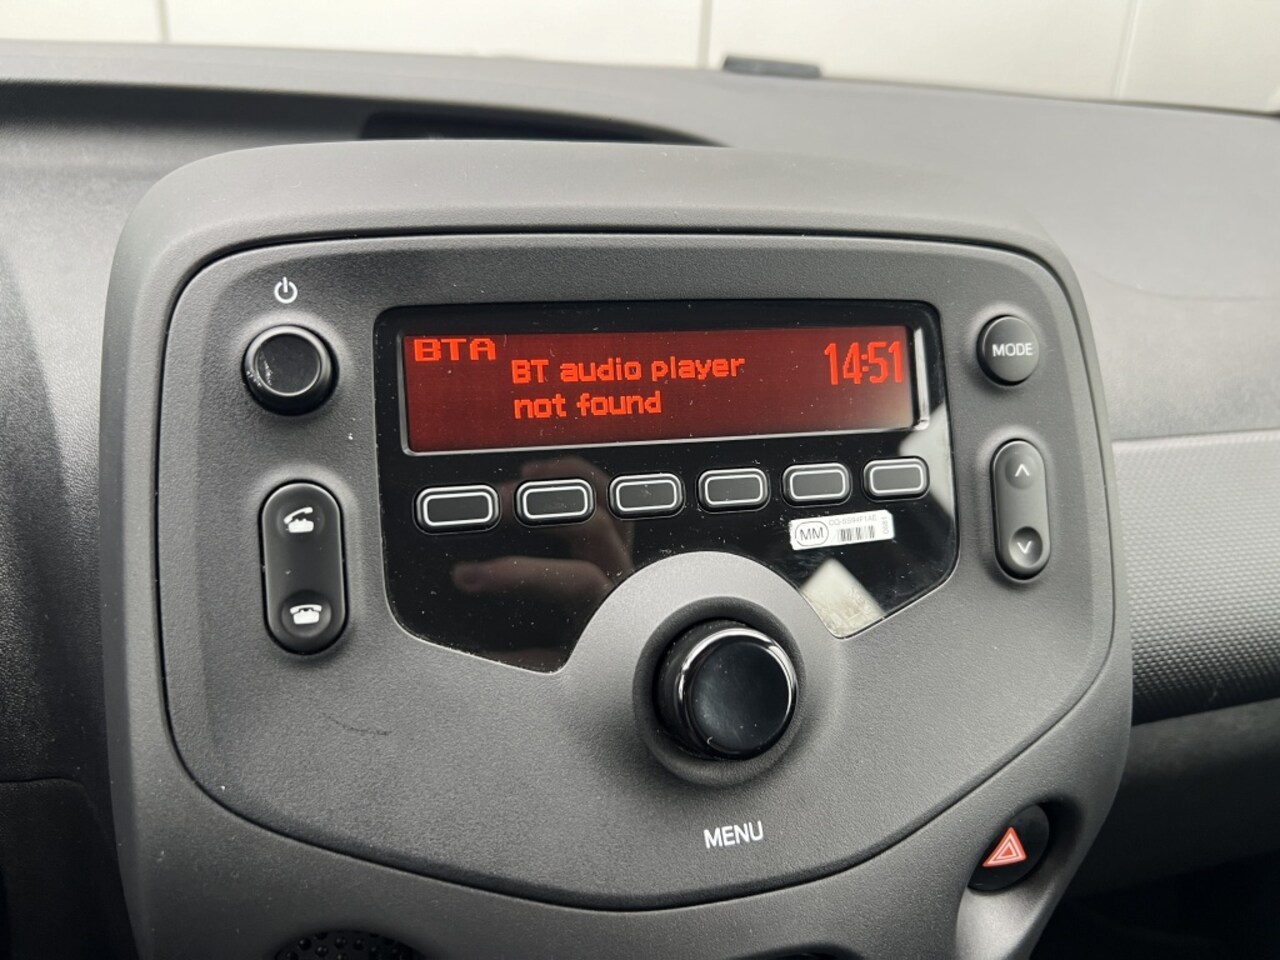 BTA
BT audio player
not found
14:51
MODE
MM
MENU